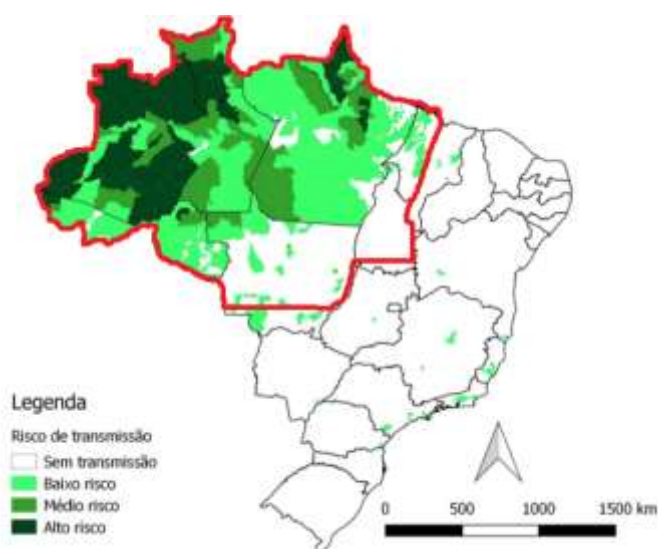 Legenda
Risco de transmissão
Sem transmissão
Baixo risco
Médio risco
Alto risco
0 500 1000 1500 km